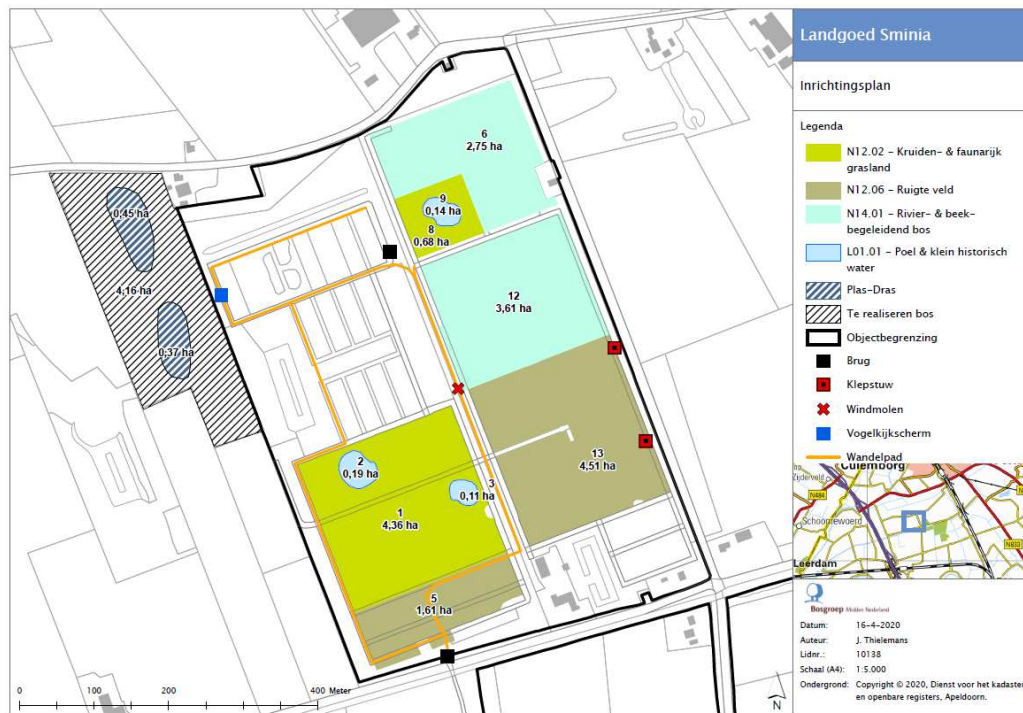 Landgoed Sminia
Inrichtingsplan
Legenda
N12.02 - Kruiden- & faunarijk
grasland
N12.06 - Ruigte veld
N14.01 - Rivier- & beek-
begeleidend bos
L01.01 - Poel & klein historisch
water
Plas-Dras
Te realiseren bos
Objectbegrenzing
Brug
Klepstuw
Windmolen
Vogelkijkscherm
Wandelpad
6
2,75 ha
9
0,14 ha
8
0,68 ha
0,45 ha
4,16 ha
0,37 ha
12
3,61 ha
13
4,51 ha
2
0,19 ha
3
0,11 ha
1
4,36 ha
5
1,61 ha
0 100 200 400 Meter
N
Culemborg
Zijderveld
N484
Schoonrewoerd
N833
Leerdam
Bosgroep Midden Nederland
Datum: 16-4-2020
Auteur: J. Thielemans
Lidnr.: 10138
Schaal (A4): 1:5.000
Ondergrond: Copyright © 2020, Dienst voor het kadaster
en openbare registers, Apeldoorn.